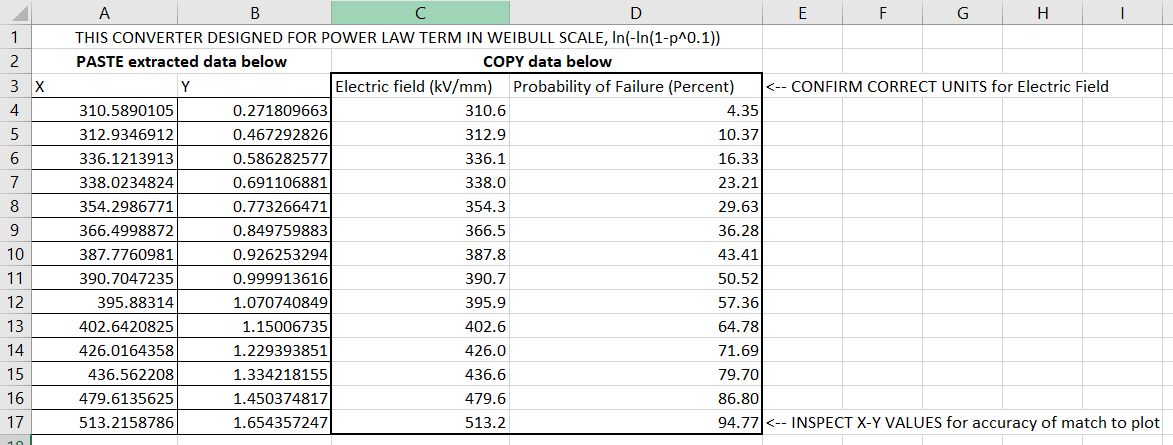 A B C D E F G H I
1 THIS CONVERTER DESIGNED FOR POWER LAW TERM IN WEIBULL SCALE, ln(-ln(1-p^0.1))
2 PASTE extracted data below COPY data below
3 X Y Electric field (kV/mm) Probability of Failure (Percent) <-- CONFIRM CORRECT UNITS for Electric Field
4 310.5890105 0.271809663 310.6 4.35
5 312.9346912 0.467292826 312.9 10.37
6 336.1213913 0.586282577 336.1 16.33
7 338.0234824 0.691106881 338.0 23.21
8 354.2986771 0.773266471 354.3 29.63
9 366.4998872 0.849759883 366.5 36.28
10 387.7760981 0.926253294 387.8 43.41
11 390.7047235 0.999913616 390.7 50.52
12 395.88314 1.070740849 395.9 57.36
13 402.6420825 1.15006735 402.6 64.78
14 426.0164358 1.229393851 426.0 71.69
15 436.562208 1.334218155 436.6 79.70
16 479.6135625 1.450374817 479.6 86.80
17 513.2158786 1.654357247 513.2 94.77 <-- INSPECT X-Y VALUES for accuracy of match to plot